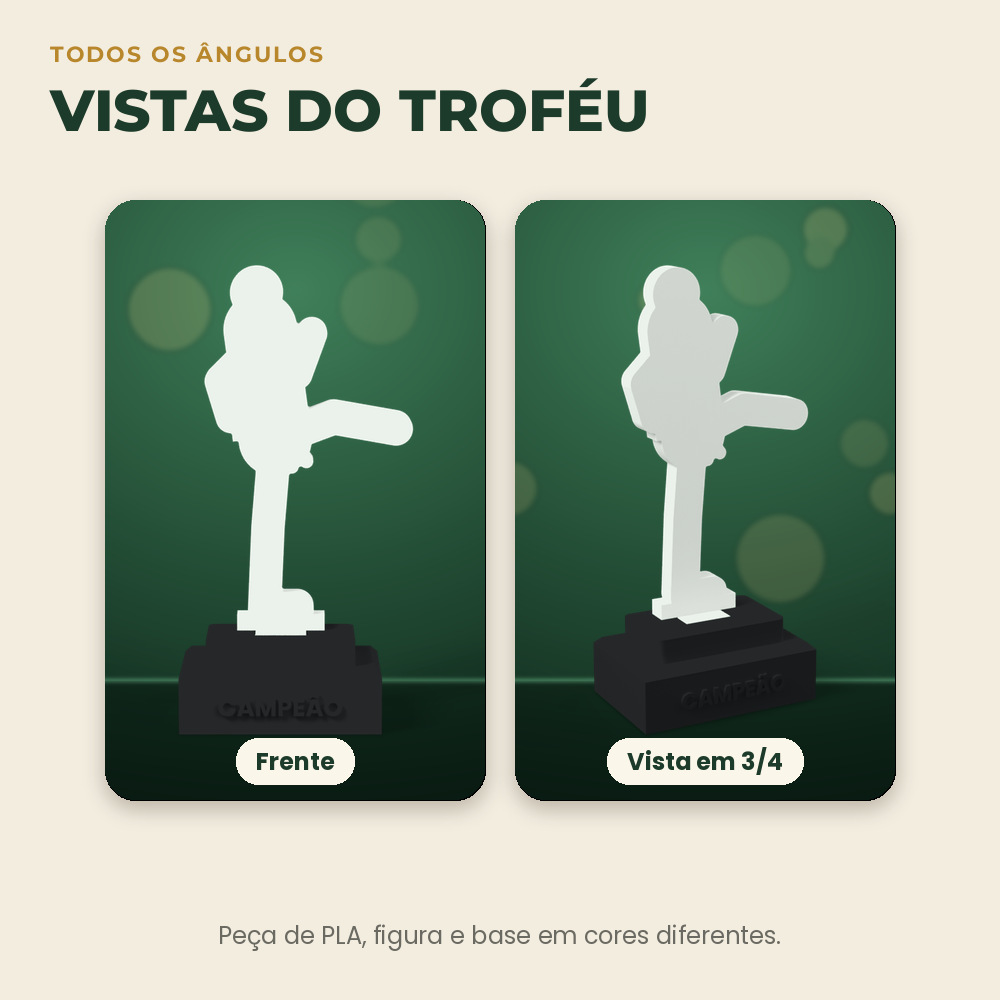 TODOS OS ÂNGULOS
VISTAS DO TROFÉU
CAMPEÃO
CAMPEÃO
Frente
Vista em 3/4
Peça de PLA, figura e base em cores diferentes.